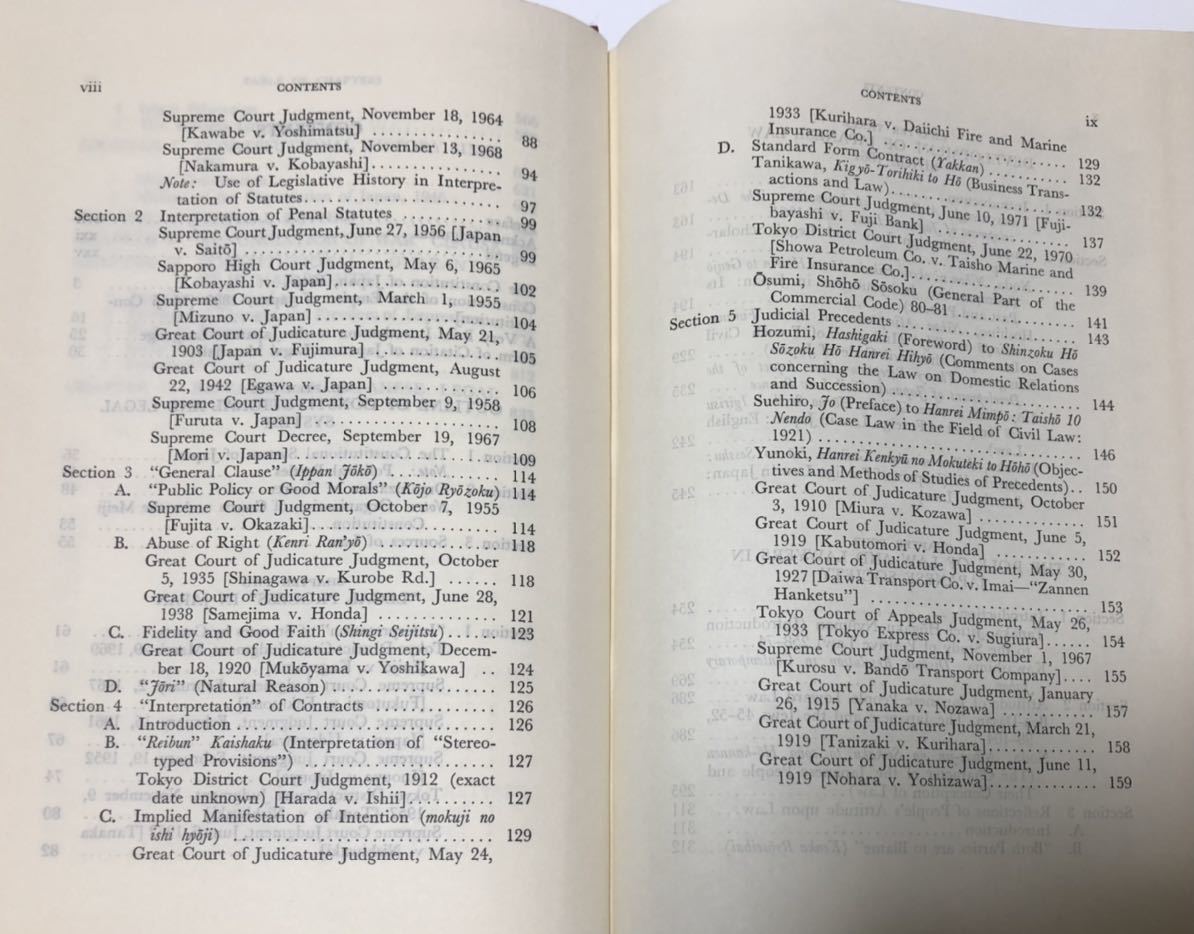 viii CONTENTS
Supreme Court Judgment, November 18, 1964
[Kawabe v. Yoshimatsu] . . . . . . . . . . . . . . . 88
Supreme Court Judgment, November 13, 1968
[Nakamura v. Kobayashi]. . . . . . . . . . . . . . 94
Note: Use of Legislative History in Interpre-
tation of Statutes. . . . . . . . . . . . . . . . . . . . . . . 97
Section 2 Interpretation of Penal Statutes . . . . . . . . . . . 99
Supreme Court Judgment, June 27, 1956 [Japan
v. Saitō] . . . . . . . . . . . . . . . . . . . . . . . . . . . . 99
Sapporo High Court Judgment, May 6, 1965
[Kobayashi v. Japan]. . . . . . . . . . . . . . . . . . . 102
Supreme Court Judgment, March 1, 1955
[Mizuno v. Japan] . . . . . . . . . . . . . . . . . . . . . 104
Great Court of Judicature Judgment, May 21,
1903 [Japan v. Fujimura] . . . . . . . . . . . . . . . 105
Great Court of Judicature Judgment, August
22, 1942 [Egawa v. Japan] . . . . . . . . . . . . . . 106
Supreme Court Judgment, September 9, 1958
[Furuta v. Japan] . . . . . . . . . . . . . . . . . . . . . . 108
Supreme Court Decree, September 19, 1967
[Mori v. Japan] . . . . . . . . . . . . . . . . . . . . . . . . 109
Section 3 “General Clause” (Ippan Jōkō) . . . . . . . . . . . . 114
A. “Public Policy or Good Morals” (Kōjo Ryōzoku) 114
Supreme Court Judgment, October 7, 1955
[Fujita v. Okazaki]. . . . . . . . . . . . . . . . . . . . . . 114
B. Abuse of Right (Kenri Ran’yō) . . . . . . . . . . . . . . 118
Great Court of Judicature Judgment, October
5, 1935 [Shinagawa v. Kurobe Rd.] . . . . . . 118
Great Court of Judicature Judgment, June 28,
1938 [Samejima v. Honda] . . . . . . . . . . . . . . 121
C. Fidelity and Good Faith (Shingi Seijitsu) . . . . . . 123
Great Court of Judicature Judgment, Decem-
ber 18, 1920 [Mukōyama v. Yoshikawa] . . 124
D. “Jōri” (Natural Reason) . . . . . . . . . . . . . . . . . . . . 125
Section 4 “Interpretation” of Contracts . . . . . . . . . . . . . . 126
A. Introduction . . . . . . . . . . . . . . . . . . . . . . . . . . . . . . 126
B. “Reibun” Kaishaku (Interpretation of “Stereo-
typed Provisions”) . . . . . . . . . . . . . . . . . . . . . . . 127
Tokyo District Court Judgment, 1912 (exact
date unknown) [Harada v. Ishii]. . . . . . . . . . 127
C. Implied Manifestation of Intention (mokuji no
ishi hyōji) . . . . . . . . . . . . . . . . . . . . . . . . . . . . . . 129
Great Court of Judicature Judgment, May 24,
CONTENTS ix
1933 [Kurihara v. Daiichi Fire and Marine
Insurance Co.] . . . . . . . . . . . . . . . . . . . . . . . . 129
D. Standard Form Contract (Yakkan) . . . . . . . . . . . 132
Tanikawa, Kigyō-Torihiki to Hō (Business Trans-
actions and Law). . . . . . . . . . . . . . . . . . . . . . . 132
Supreme Court Judgment, June 10, 1971 [Fuji-
bayashi v. Fuji Bank] . . . . . . . . . . . . . . . . . . . 137
Tokyo District Court Judgment, June 22, 1970
[Showa Petroleum Co. v. Taisho Marine and
Fire Insurance Co.]. . . . . . . . . . . . . . . . . . . . . 139
Ōsumi, Shōhō Sōsoku (General Part of the
Commercial Code) 80–81 . . . . . . . . . . . . . . . 141
Section 5 Judicial Precedents . . . . . . . . . . . . . . . . . . . . . 143
Hozumi, Hashigaki (Foreword) to Shinzoku Hō
Sōzoku Hō Hanrei Hihyō (Comments on Cases
concerning the Law on Domestic Relations
and Succession) . . . . . . . . . . . . . . . . . . . . . . . . 144
Suehiro, Jo (Preface) to Hanrei Mimpō: Taishō 10
Nendo (Case Law in the Field of Civil Law:
1921) . . . . . . . . . . . . . . . . . . . . . . . . . . . . . . . . 146
Yunoki, Hanrei Kenkyū no Mokuteki to Hōhō (Objec-
tives and Methods of Studies of Precedents). . 150
Great Court of Judicature Judgment, October
3, 1910 [Miura v. Kozawa] . . . . . . . . . . . . . . 151
Great Court of Judicature Judgment, June 5,
1919 [Kabutomori v. Honda] . . . . . . . . . . . . 152
Great Court of Judicature Judgment, May 30,
1927 [Daiwa Transport Co. v. Imai—“Zannen
Hanketsu”] . . . . . . . . . . . . . . . . . . . . . . . . . . . 153
Tokyo Court of Appeals Judgment, May 26,
1933 [Tokyo Express Co. v. Sugiura]. . . . . . 154
Supreme Court Judgment, November 1, 1967
[Kurosu v. Bandō Transport Company]. . . . 155
Great Court of Judicature Judgment, January
26, 1915 [Yanaka v. Nozawa] . . . . . . . . . . . . 157
Great Court of Judicature Judgment, March 21,
1919 [Tanizaki v. Kurihara]. . . . . . . . . . . . . . 158
Great Court of Judicature Judgment, June 11,
1919 [Nohara v. Yoshizawa] . . . . . . . . . . . . . 159